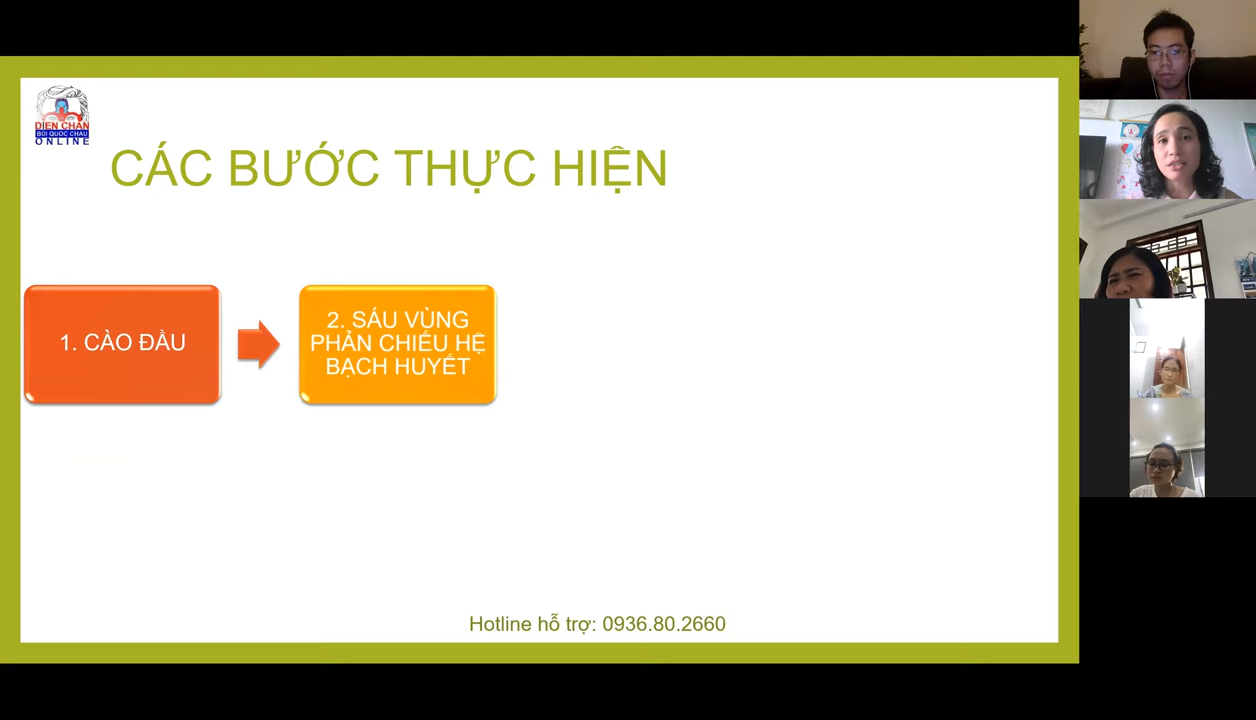 DIỆN CHẨN
BÙI QUỐC CHÂU
ONLINE
CÁC BƯỚC THỰC HIỆN
1. CÀO ĐẦU
2. SÁU VÙNG
PHẢN CHIẾU HỆ
BẠCH HUYẾT
Hotline hỗ trợ: 0936.80.2660